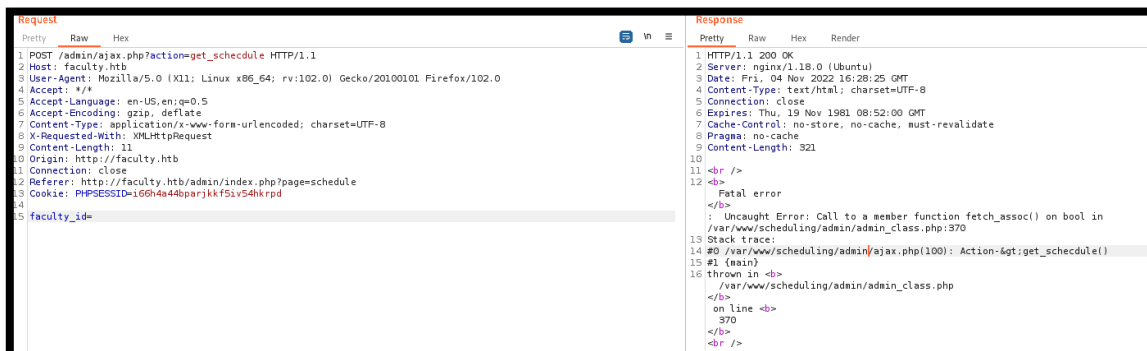 Request
Pretty Raw Hex \n
1 POST /admin/ajax.php?action=get_schecdule HTTP/1.1
2 Host: faculty.htb
3 User-Agent: Mozilla/5.0 (X11; Linux x86_64; rv:102.0) Gecko/20100101 Firefox/102.0
4 Accept: */*
5 Accept-Language: en-US,en;q=0.5
6 Accept-Encoding: gzip, deflate
7 Content-Type: application/x-www-form-urlencoded; charset=UTF-8
8 X-Requested-With: XMLHttpRequest
9 Content-Length: 11
10 Origin: http://faculty.htb
11 Connection: close
12 Referer: http://faculty.htb/admin/index.php?page=schedule
13 Cookie: PHPSESSID=i66h4a44bparjkkf5iv54hkrpd
14
15 faculty_id=
Response
Pretty Raw Hex Render
1 HTTP/1.1 200 OK
2 Server: nginx/1.18.0 (Ubuntu)
3 Date: Fri, 04 Nov 2022 16:28:25 GMT
4 Content-Type: text/html; charset=UTF-8
5 Connection: close
6 Expires: Thu, 19 Nov 1981 08:52:00 GMT
7 Cache-Control: no-store, no-cache, must-revalidate
8 Pragma: no-cache
9 Content-Length: 321
10
11 <br />
12 <b>
Fatal error
</b>
: Uncaught Error: Call to a member function fetch_assoc() on bool in
/var/www/scheduling/admin/admin_class.php:370
13 Stack trace:
14 #0 /var/www/scheduling/admin/ajax.php(100): Action-&gt;get_schecdule()
15 #1 {main}
16 thrown in <b>
/var/www/scheduling/admin/admin_class.php
</b>
on line <b>
370
</b>
<br />